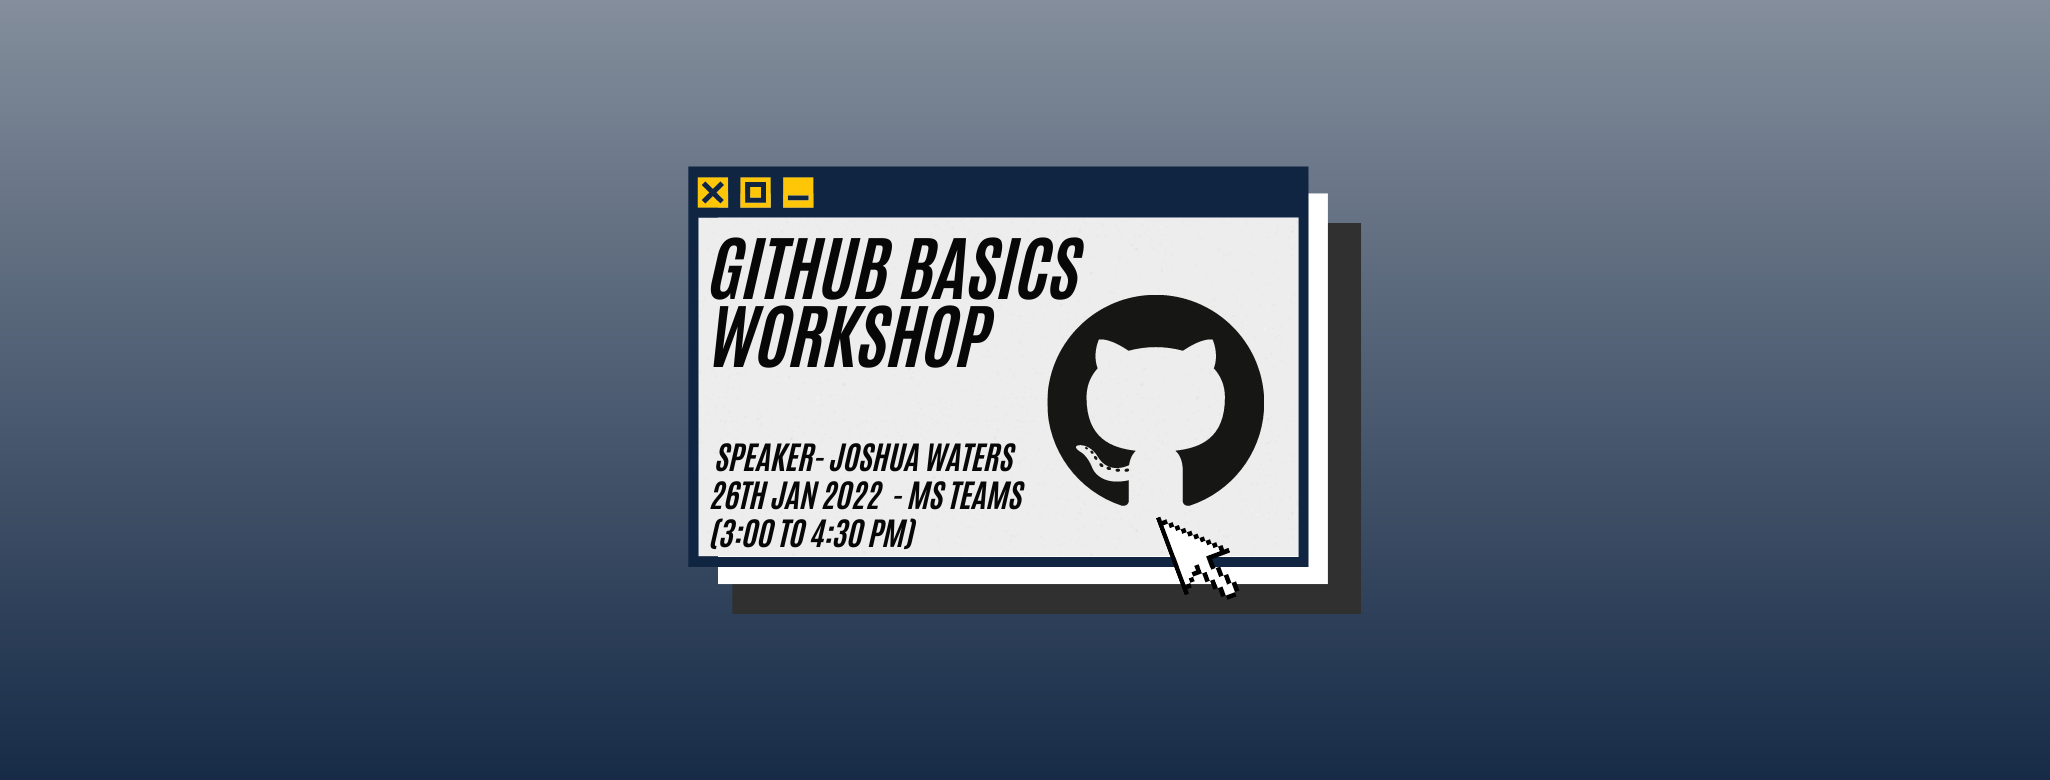 GITHUB BASICS
WORKSHOP
SPEAKER- JOSHUA WATERS
26TH JAN 2022 - MS TEAMS
(3:00 TO 4:30 PM)